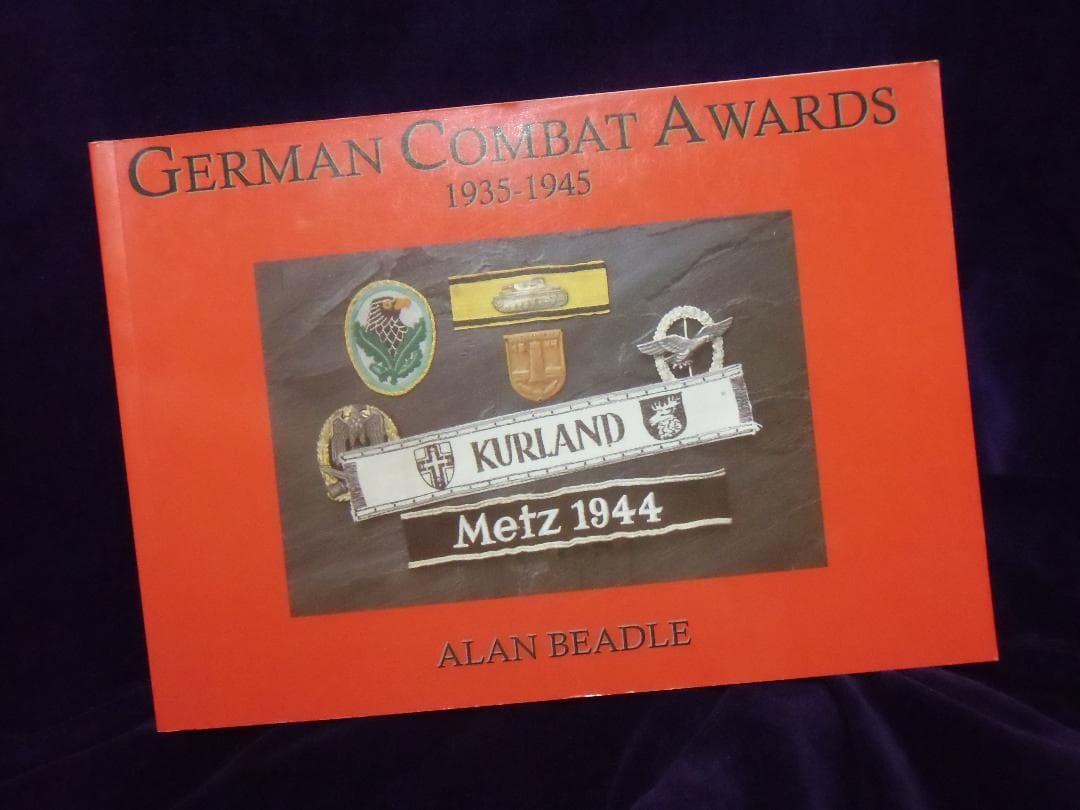 GERMAN COMBAT AWARDS
1935-1945
KURLAND
Metz 1944
ALAN BEADLE